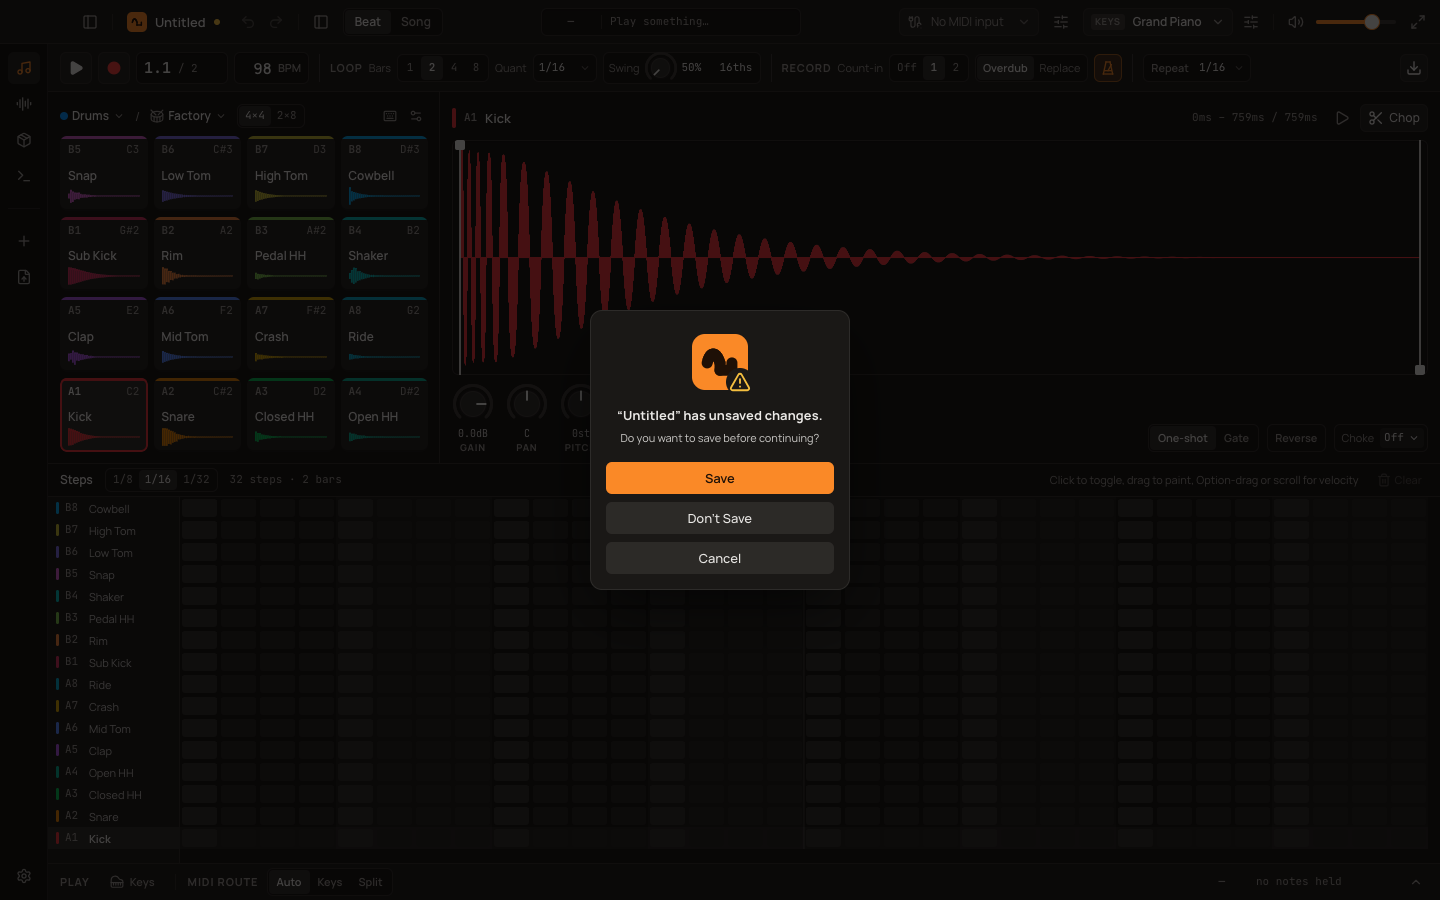 Untitled
Beat Song
–
Play something…
No MIDI input
KEYS Grand Piano
1.1 / 2
98 BPM
LOOP Bars 1 2 4 8
Quant 1/16
Swing 50% 16ths
RECORD Count-in Off 1 2
Overdub Replace
Repeat 1/16
Drums / Factory 4×4 2×8
B5 C3 B6 C#3 B7 D3 B8 D#3
Snap Low Tom High Tom Cowbell
B1 G#2 B2 A2 B3 A#2 B4 B2
Sub Kick Rim Pedal HH Shaker
A5 E2 A6 F2 A7 F#2 A8 G2
Clap Mid Tom Crash Ride
A1 C2 A2 C#2 A3 D2 A4 D#2
Kick Snare Closed HH Open HH
A1 Kick
0ms – 759ms / 759ms
Chop
0.0dB C 0st
GAIN PAN PITC
One-shot Gate Reverse Choke Off
“Untitled” has unsaved changes.
Do you want to save before continuing?
Save
Don't Save
Cancel
Steps 1/8 1/16 1/32 32 steps · 2 bars
Click to toggle, drag to paint, Option-drag or scroll for velocity
Clear
B8 Cowbell
B7 High Tom
B6 Low Tom
B5 Snap
B4 Shaker
B3 Pedal HH
B2 Rim
B1 Sub Kick
A8 Ride
A7 Crash
A6 Mid Tom
A5 Clap
A4 Open HH
A3 Closed HH
A2 Snare
A1 Kick
PLAY Keys MIDI ROUTE Auto Keys Split
– no notes held